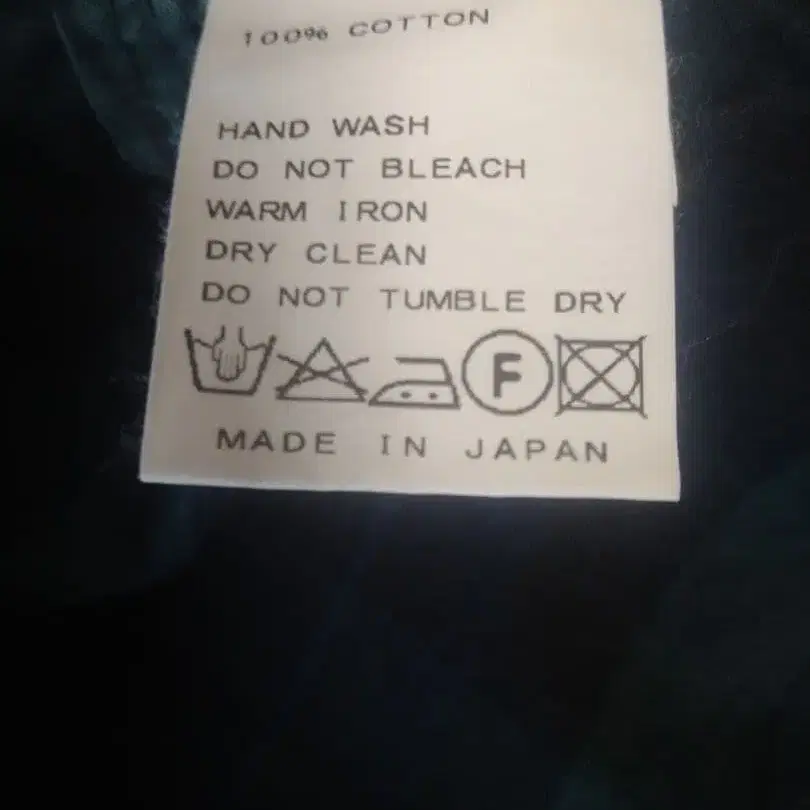 100% COTTON
HAND WASH
DO NOT BLEACH
WARM IRON
DRY CLEAN
DO NOT TUMBLE DRY
F
MADE IN JAPAN